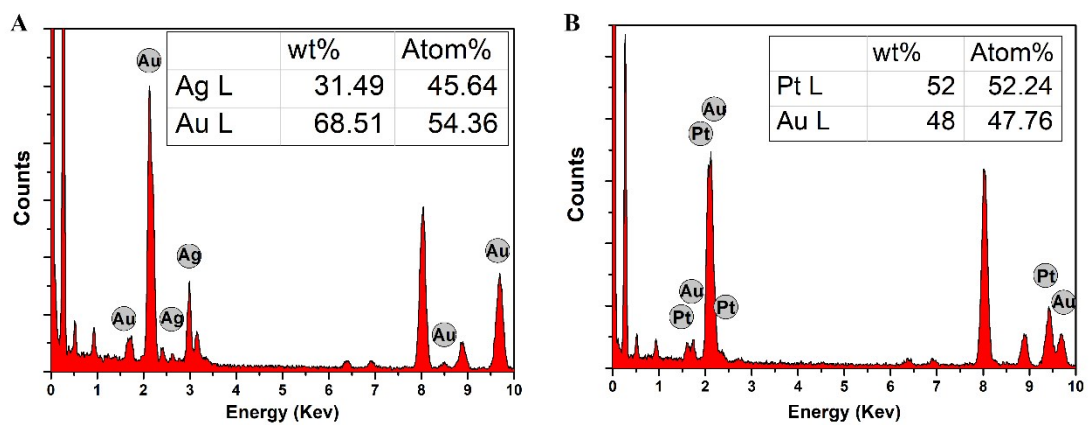 A
wt% Atom%
Ag L 31.49 45.64
Au L 68.51 54.36
Au
Au
Ag
Ag
Au
Au
Counts
0 1 2 3 4 5 6 7 8 9 10
Energy (Kev)
B
wt% Atom%
Pt L 52 52.24
Au L 48 47.76
Au
Pt
Au
Pt
Pt
Pt
Au
Counts
0 1 2 3 4 5 6 7 8 9 10
Energy (Kev)